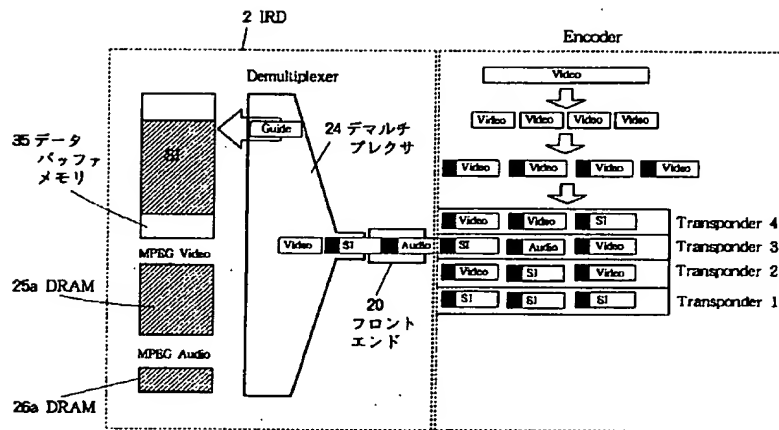 2 IRD
Encoder
Demultiplexer
Video
Guide
24 デマルチ
プレクサ
Video Video Video Video
35 データ
バッファ
メモリ
SI
Video Video Video Video
Video Video SI Transponder 4
Video SI Audio SI Audio Video Transponder 3
MPEG Video
Video SI Video Transponder 2
25a DRAM
20
フロント
エンド
SI SI SI Transponder 1
MPEG Audio
26a DRAM